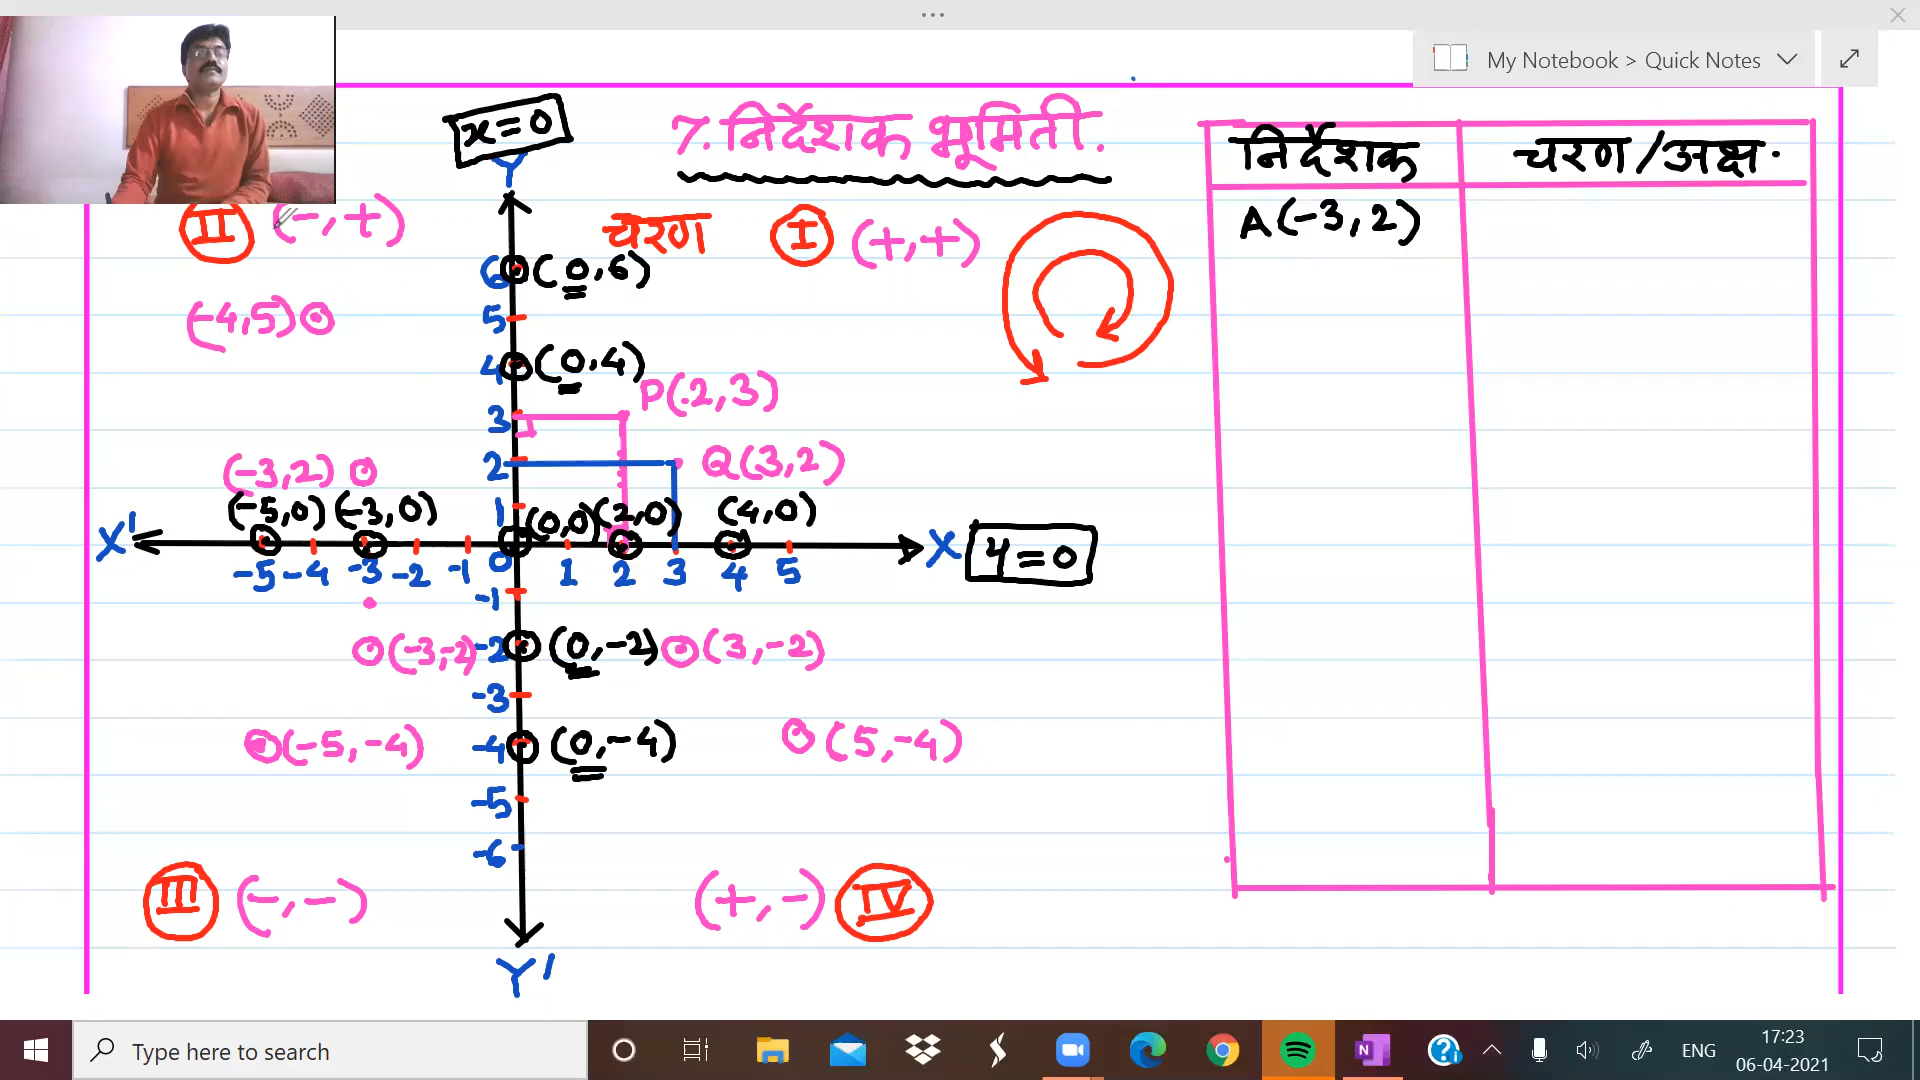 My Notebook > Quick Notes
x=0
Y
7. निर्देशक भूमिती.
निर्देशक
चरण/अक्ष.
II (-,+)
चरण
I (+,+)
A(-3,2)
6 (0,6)
(-4,5)
5
4 (0,4)
P(2,3)
3
(-3,2)
2
Q(3,2)
(-5,0) (-3,0)
1
(0,0) (2,0) (4,0)
X'
X
y=0
-5 -4 -3 -2 -1 0 1 2 3 4 5
-1
(-3,-2)
-2 (0,-2)
(3,-2)
-3
(-5,-4)
-4 (0,-4)
(5,-4)
-5
-6
III (-,-)
(+,-) IV
Y'
Type here to search
ENG
17:23
06-04-2021